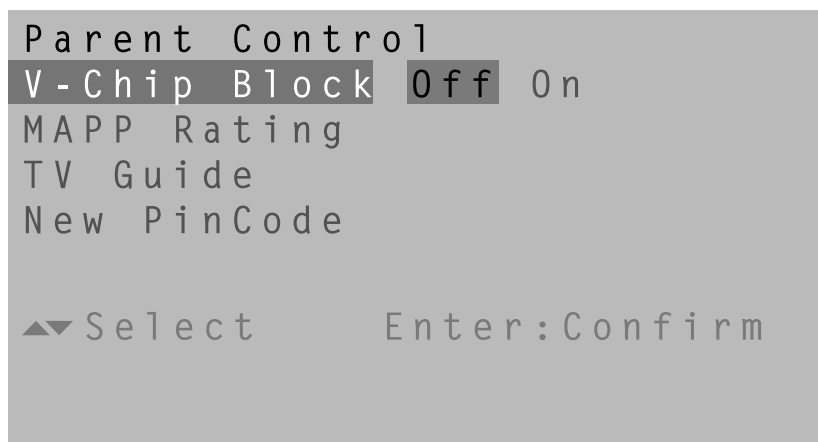 Parent Control
V-Chip Block Off On
MAPP Rating
TV Guide
New PinCode
▲▼Select Enter:Confirm